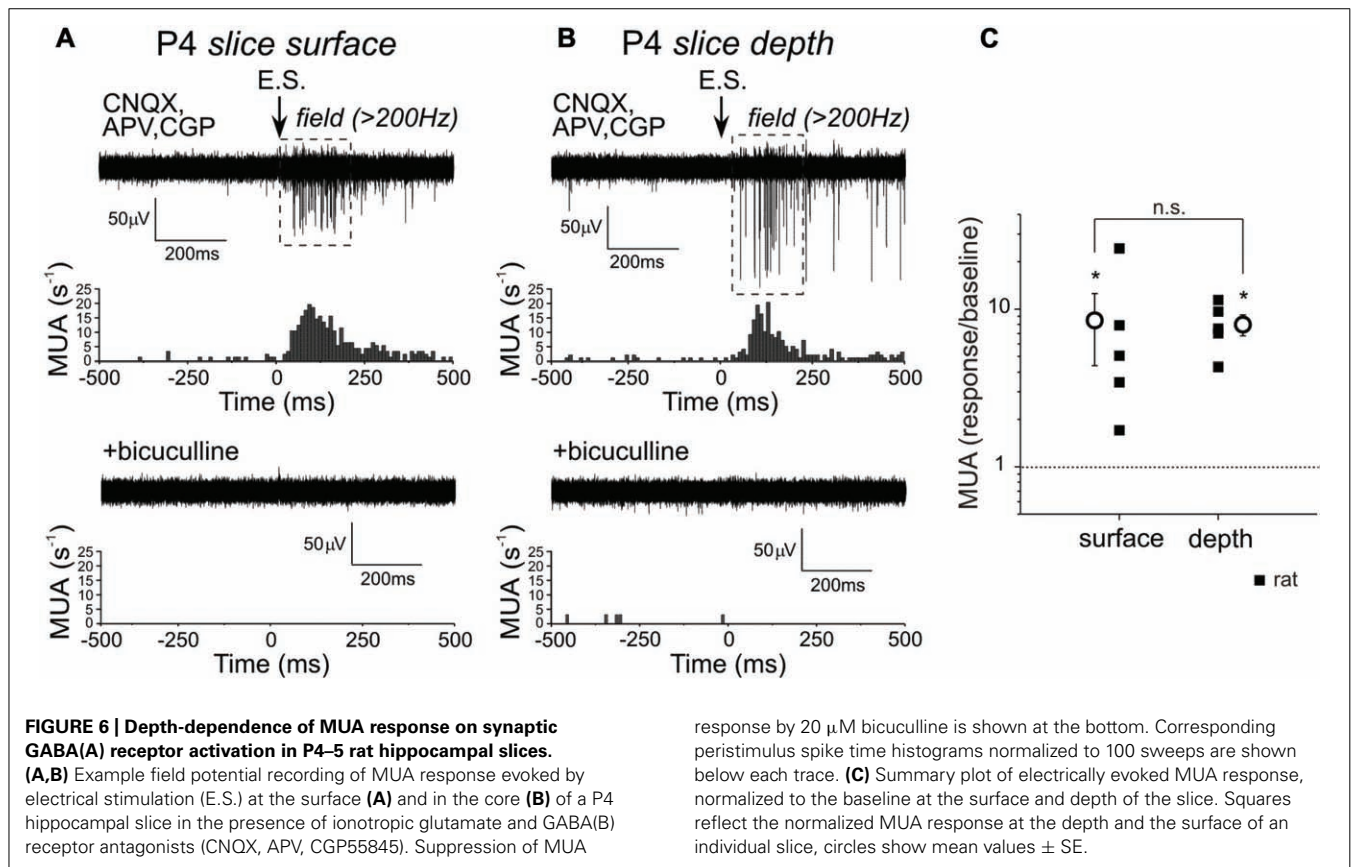 A
P4 slice surface
E.S.
CNQX,
APV,CGP
field (>200Hz)
50µV
200ms
MUA (s⁻¹)
25
20
15
10
5
0
-500 -250 0 250 500
Time (ms)
+bicuculline
50µV
200ms
MUA (s⁻¹)
25
20
15
10
5
0
-500 -250 0 250 500
Time (ms)
B
P4 slice depth
E.S.
CNQX,
APV,CGP
field (>200Hz)
50µV
200ms
MUA (s⁻¹)
25
20
15
10
5
0
-500 -250 0 250 500
Time (ms)
+bicuculline
50µV
200ms
MUA (s⁻¹)
25
20
15
10
5
0
-500 -250 0 250 500
Time (ms)
C
n.s.
*
*
MUA (response/baseline)
10
1
surface depth
■ rat
FIGURE 6 | Depth-dependence of MUA response on synaptic
GABA(A) receptor activation in P4–5 rat hippocampal slices.
(A,B) Example field potential recording of MUA response evoked by
electrical stimulation (E.S.) at the surface (A) and in the core (B) of a P4
hippocampal slice in the presence of ionotropic glutamate and GABA(B)
receptor antagonists (CNQX, APV, CGP55845). Suppression of MUA
response by 20 µM bicuculline is shown at the bottom. Corresponding
peristimulus spike time histograms normalized to 100 sweeps are shown
below each trace. (C) Summary plot of electrically evoked MUA response,
normalized to the baseline at the surface and depth of the slice. Squares
reflect the normalized MUA response at the depth and the surface of an
individual slice, circles show mean values ± SE.